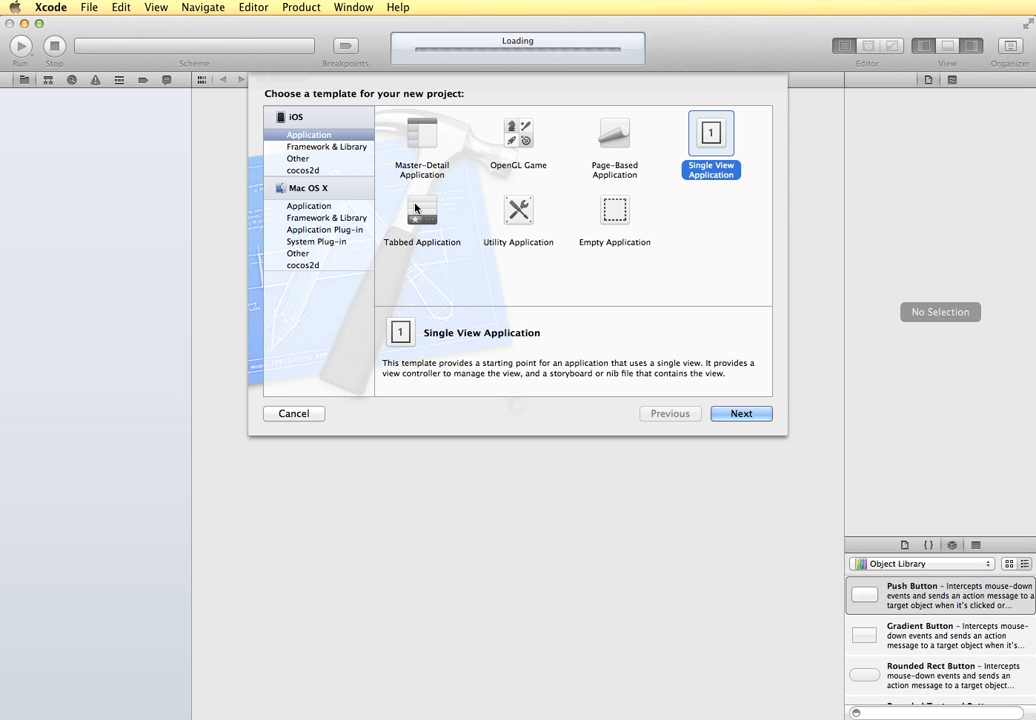 Xcode File Edit View Navigate Editor Product Window Help
Loading
Run Stop Scheme Breakpoints Editor View Organizer
Choose a template for your new project:
iOS
Application
Framework & Library
Other
cocos2d
Mac OS X
Application
Framework & Library
Application Plug-in
System Plug-in
Other
cocos2d
Master-Detail
Application
OpenGL Game
Page-Based
Application
1
Single View
Application
Tabbed Application
Utility Application
Empty Application
1
Single View Application
This template provides a starting point for an application that uses a single view. It provides a
view controller to manage the view, and a storyboard or nib file that contains the view.
Cancel
Previous
Next
No Selection
{ }
Object Library
Push Button – Intercepts mouse-down
events and sends an action message to a
target object when it's clicked or...
Gradient Button – Intercepts mouse-
down events and sends an action
message to a target object when it's...
Rounded Rect Button – Intercepts
mouse-down events and sends an
action message to a target object...